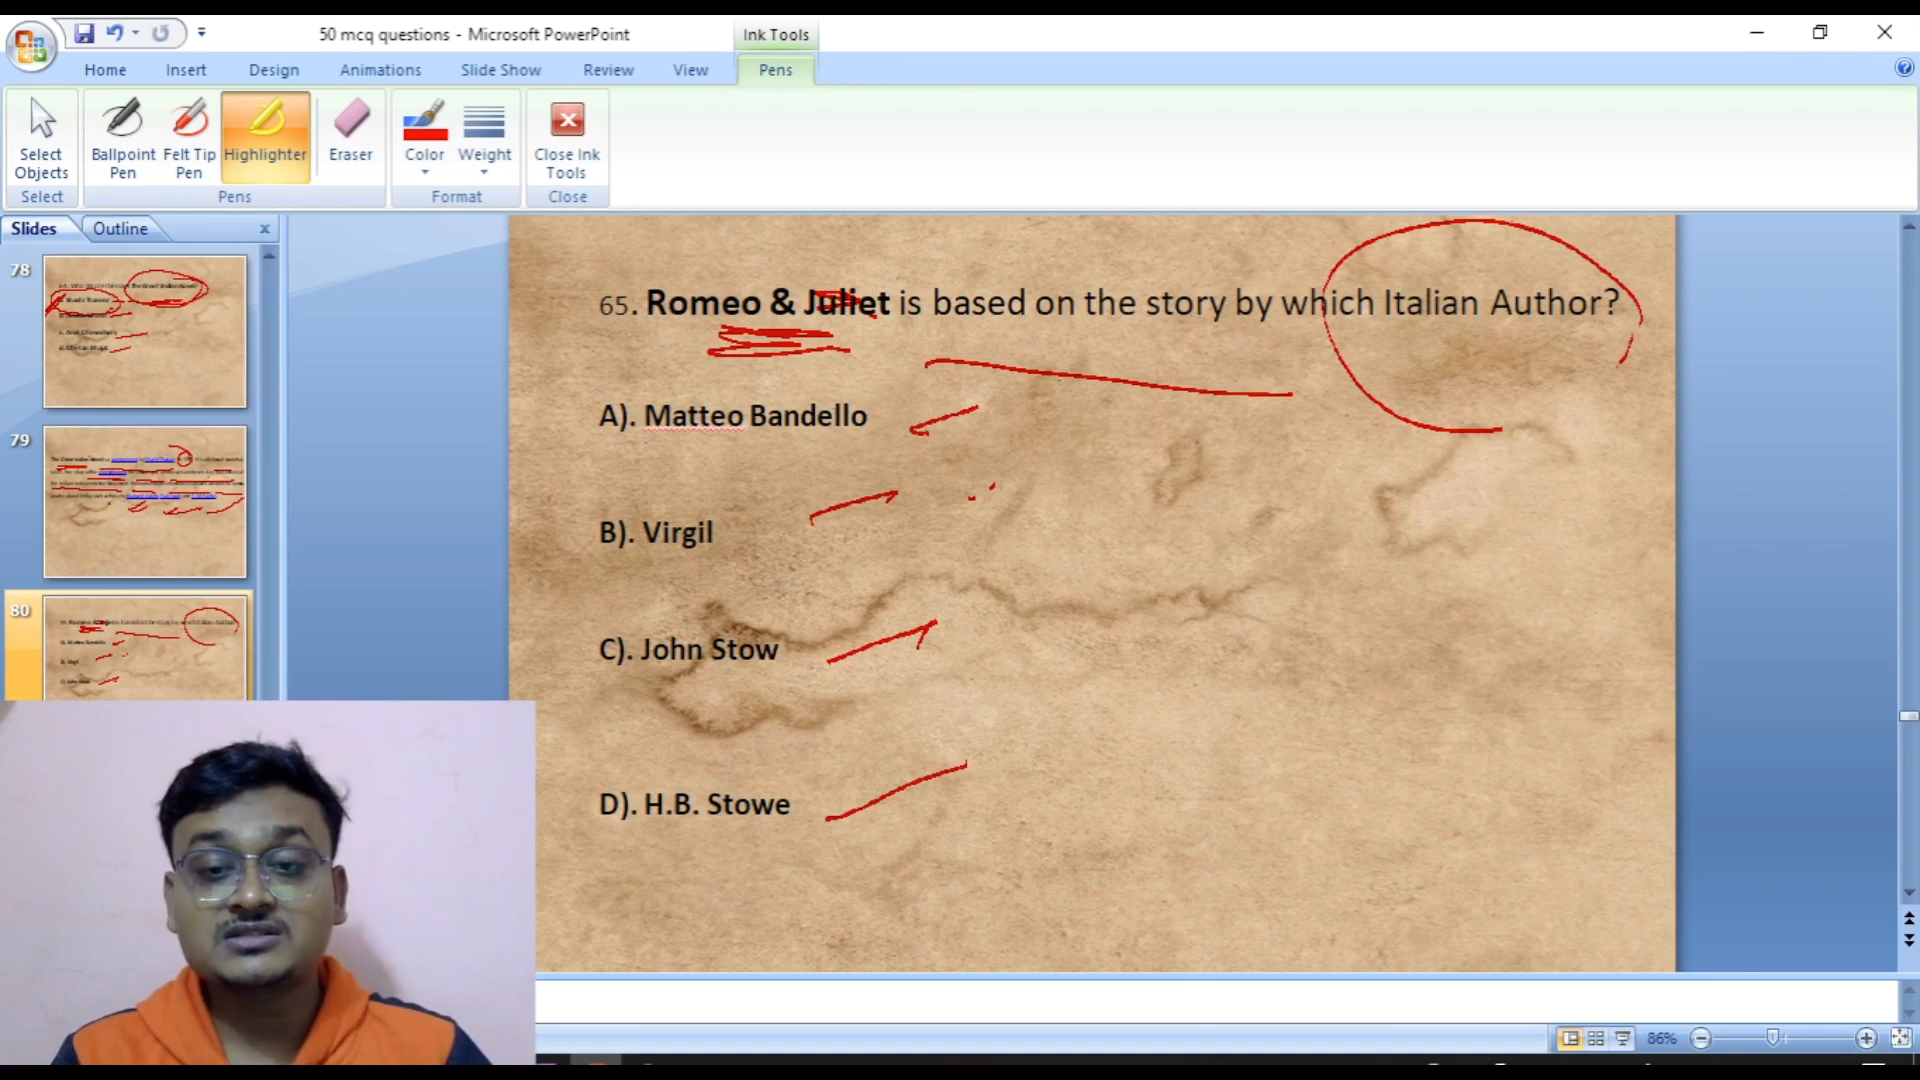 50 mcq questions - Microsoft PowerPoint
Ink Tools
Home Insert Design Animations Slide Show Review View Pens
Select Objects
Ballpoint Pen
Felt Tip Pen
Highlighter
Eraser
Color
Weight
Close Ink Tools
Select Pens Format Close
Slides Outline
78
79
80
65. Romeo & Juliet is based on the story by which Italian Author?
A). Matteo Bandello
B). Virgil
C). John Stow
D). H.B. Stowe
86%